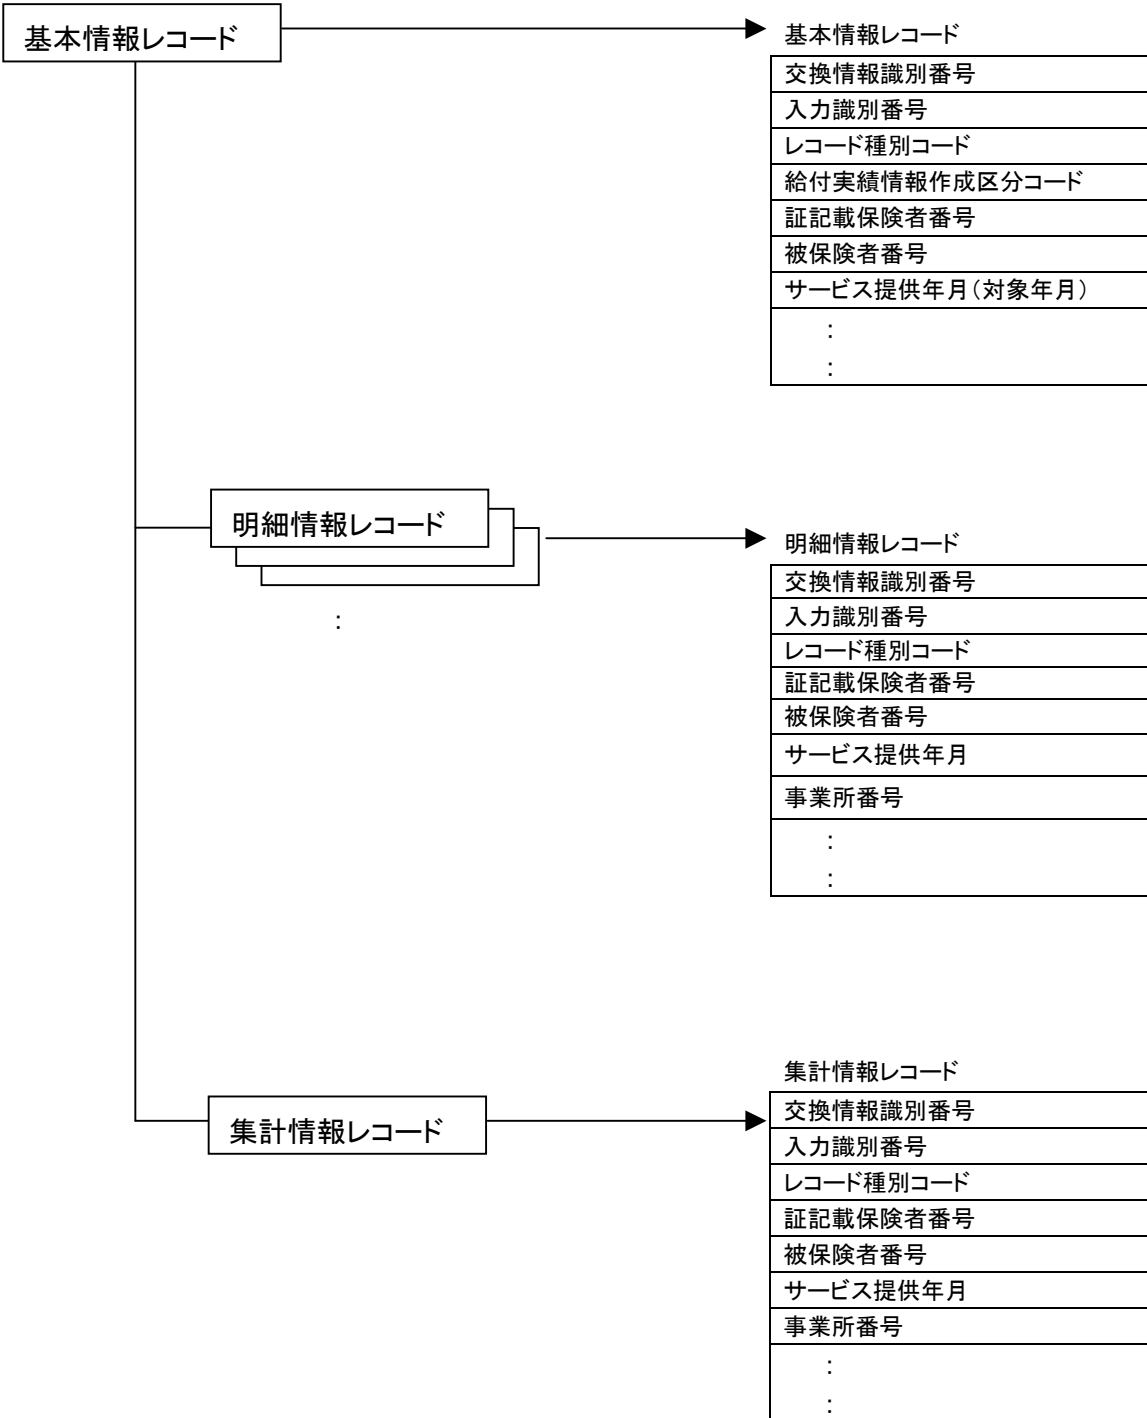 基本情報レコード
基本情報レコード
交換情報識別番号
入力識別番号
レコード種別コード
給付実績情報作成区分コード
証記載保険者番号
被保険者番号
サービス提供年月（対象年月）
：
：
明細情報レコード
：
明細情報レコード
交換情報識別番号
入力識別番号
レコード種別コード
証記載保険者番号
被保険者番号
サービス提供年月
事業所番号
：
：
集計情報レコード
集計情報レコード
交換情報識別番号
入力識別番号
レコード種別コード
証記載保険者番号
被保険者番号
サービス提供年月
事業所番号
：
：